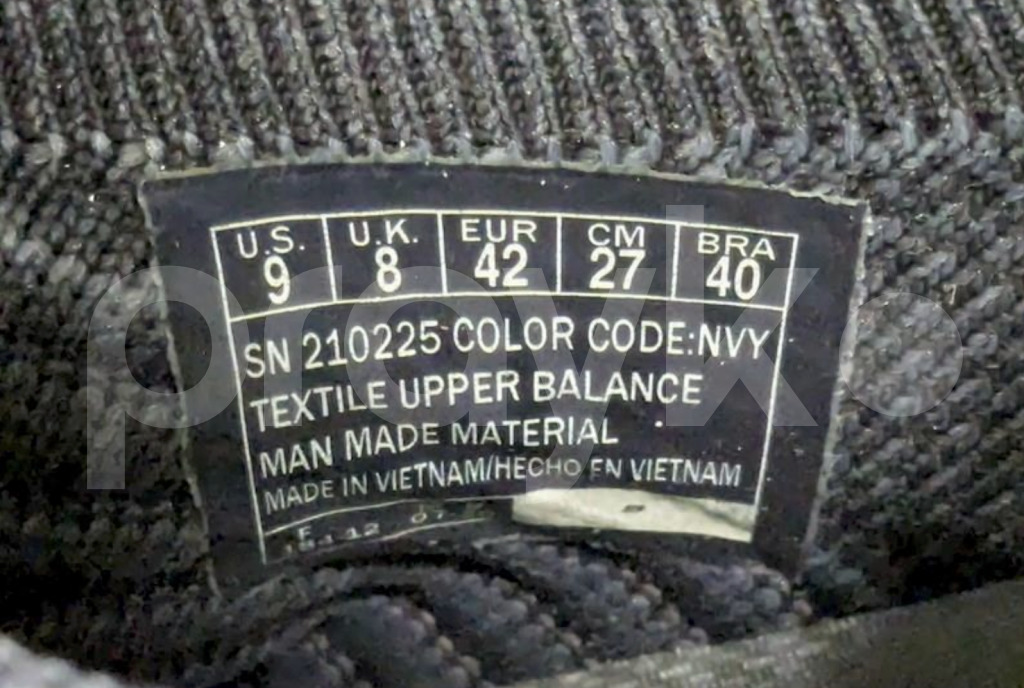 U.S. U.K. EUR CM BRA
9 8 42 27 40
SN 210225 COLOR CODE:NVY
TEXTILE UPPER BALANCE
MAN MADE MATERIAL
MADE IN VIETNAM/HECHO EN VIETNAM
prayko